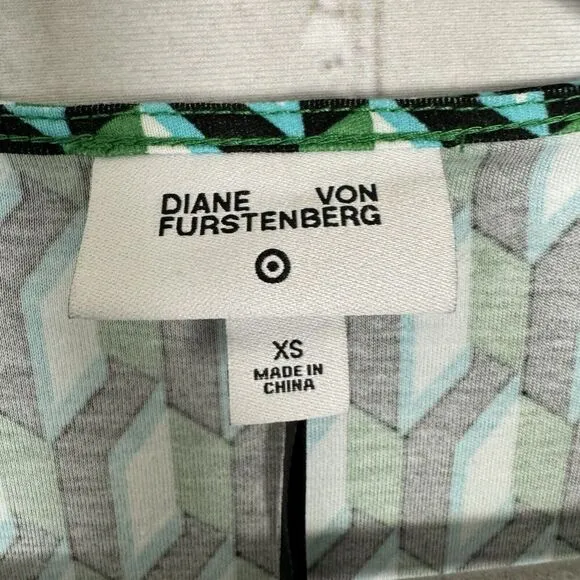 DIANE VON
FURSTENBERG
XS
MADE IN
CHINA